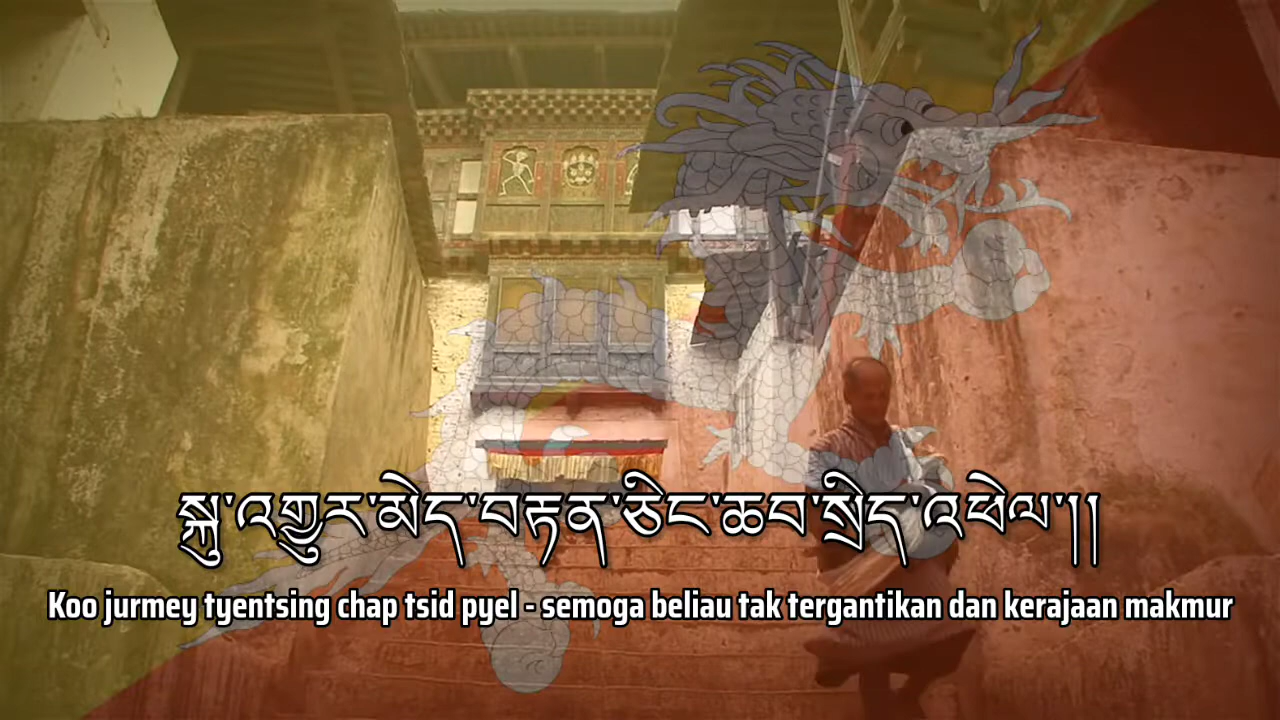 སྐུ་འགྱུར་མེད་བརྟན་ཅིང་ཆབ་སྲིད་འཕེལ་།།
Koo jurmey tyentsing chap tsid pyel - semoga beliau tak tergantikan dan kerajaan makmur